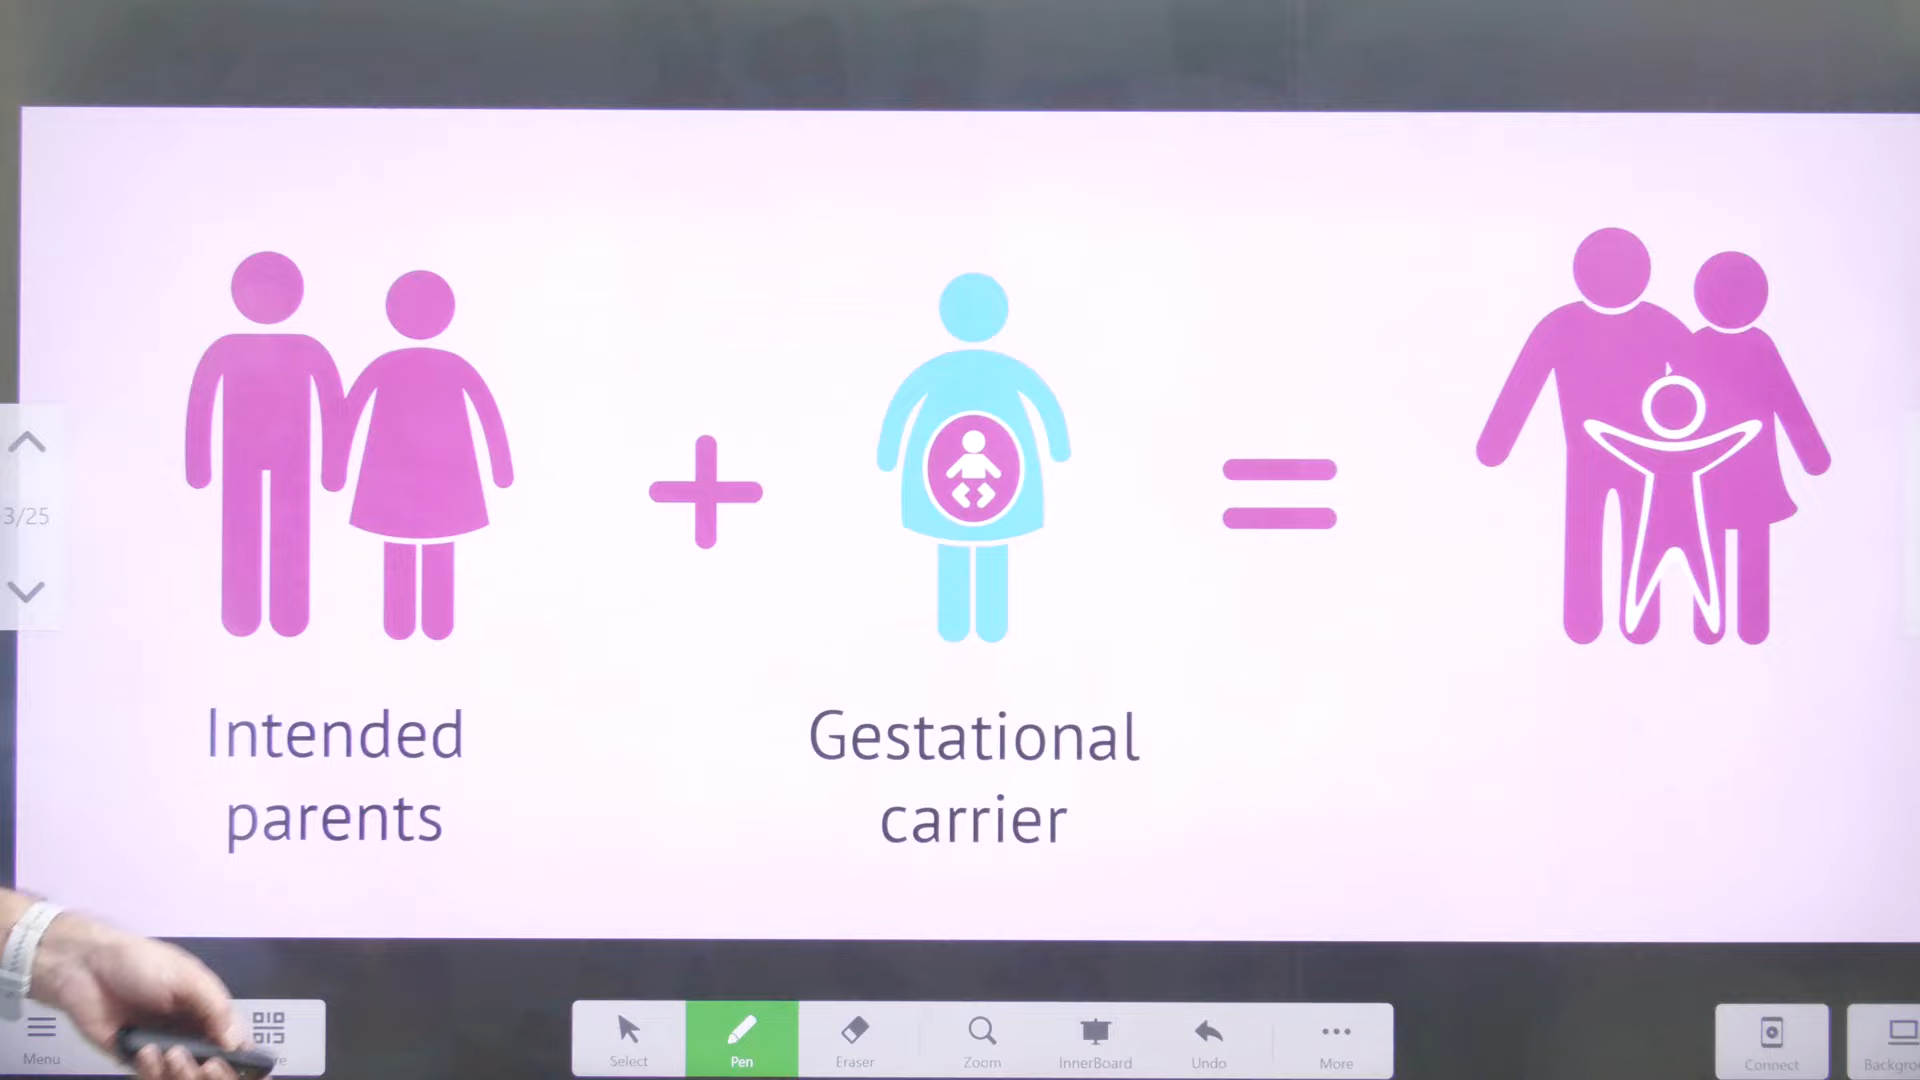 3/25
Intended
parents
Gestational
carrier
Menu
Select
Pen
Eraser
Zoom
InnerBoard
Undo
More
Connect